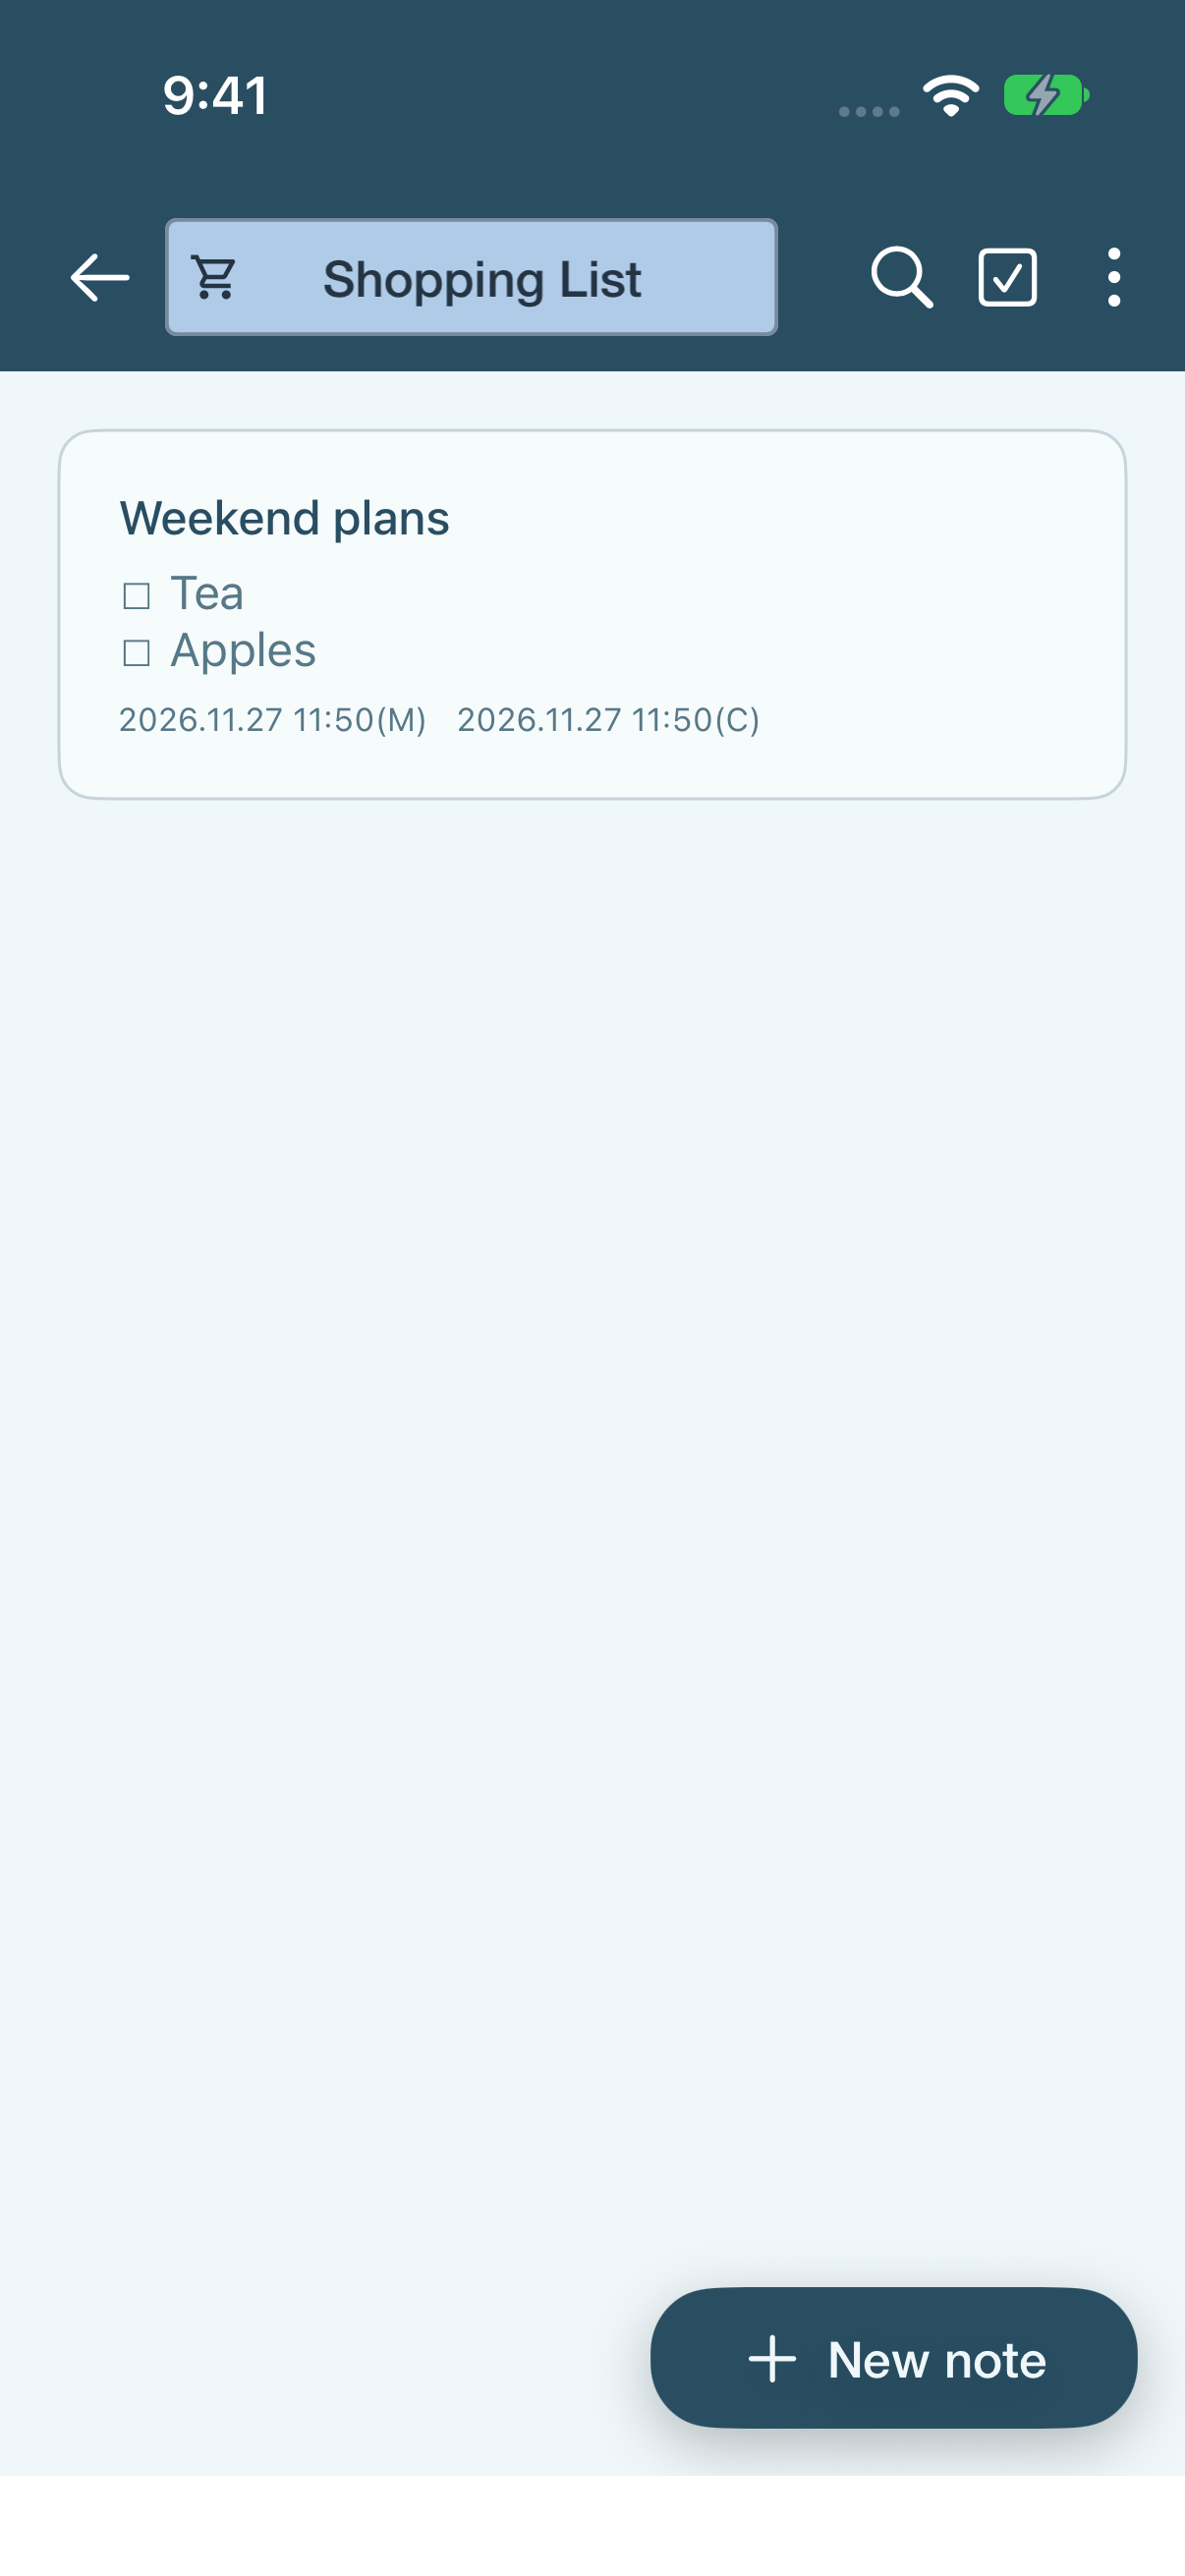 9:41
Shopping List
Weekend plans
☐ Tea
☐ Apples
2026.11.27 11:50(M) 2026.11.27 11:50(C)
New note